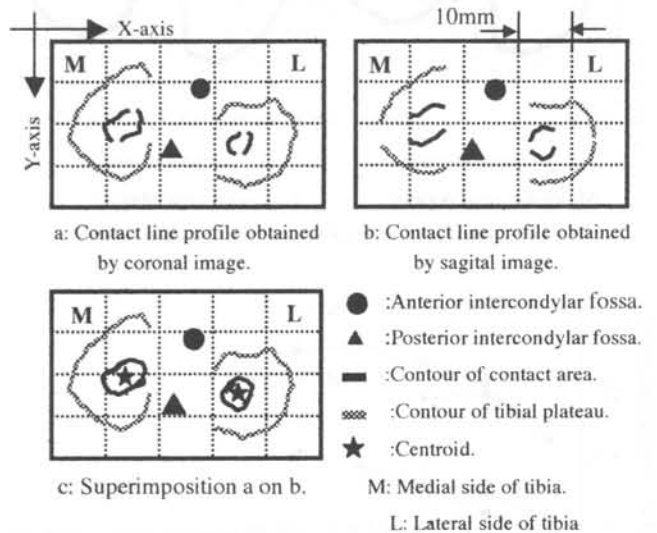 X-axis
10mm
Y-axis
M L
M L
a: Contact line profile obtained
by coronal image.
b: Contact line profile obtained
by sagital image.
M L
:Anterior intercondylar fossa.
:Posterior intercondylar fossa.
:Contour of contact area.
:Contour of tibial plateau.
:Centroid.
c: Superimposition a on b.
M: Medial side of tibia.
L: Lateral side of tibia